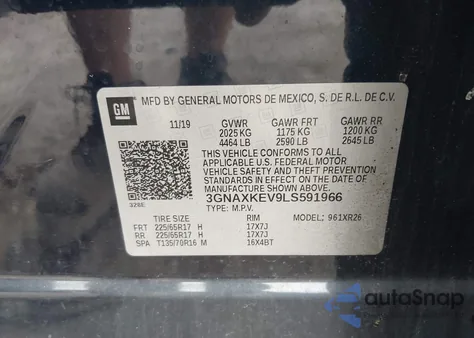 GM
MFD BY GENERAL MOTORS DE MEXICO, S. DE R.L. DE C.V.
11/19 GVWR GAWR FRT GAWR RR
2025 KG 1175 KG 1200 KG
4464 LB 2590 LB 2645 LB
THIS VEHICLE CONFORMS TO ALL
APPLICABLE U.S. FEDERAL MOTOR
VEHICLE SAFETY AND THEFT PREVENTION
STANDARDS IN EFFECT ON THE DATE OF
MANUFACTURE SHOWN ABOVE.
328E 3GNAXKEV9LS591966
TYPE: M.P.V. MODEL: 961XR26
TIRE SIZE RIM
FRT 225/65R17 H 17X7J
RR 225/65R17 H 17X7J
SPA T135/70R16 M 16X4BT
autoSnap